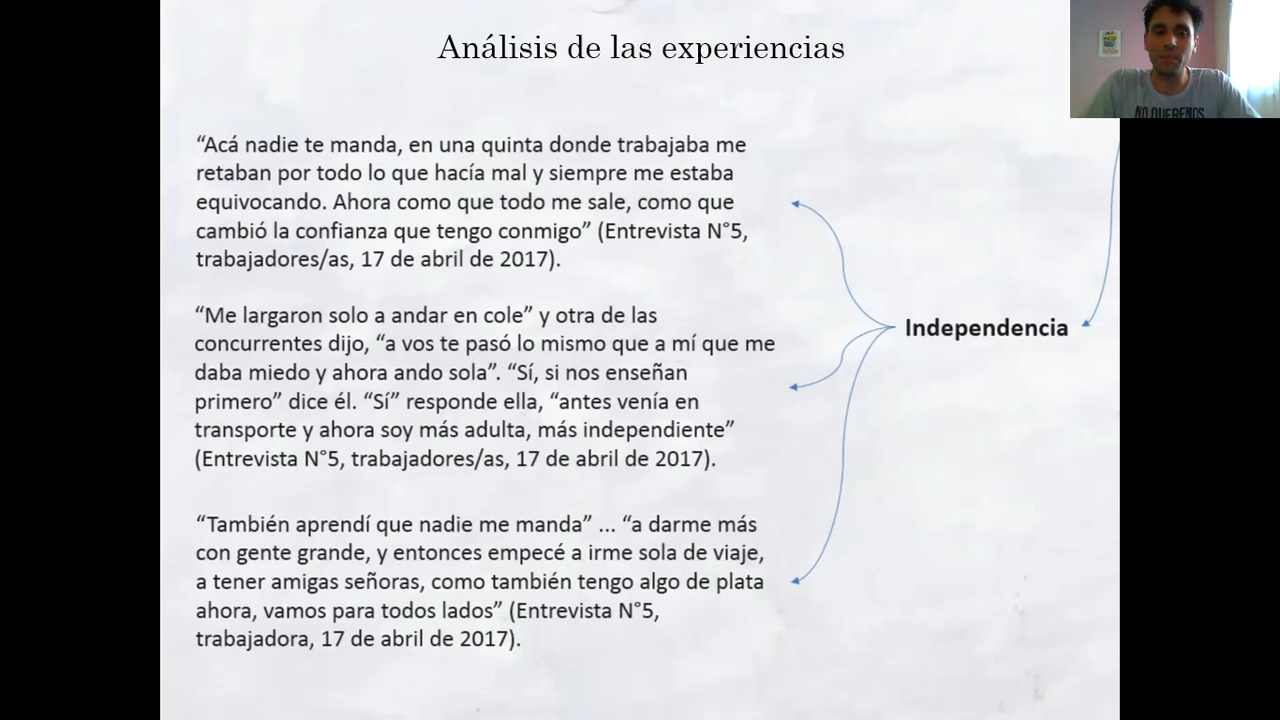 Análisis de las experiencias
NO QUEREMOS
“Acá nadie te manda, en una quinta donde trabajaba me
retaban por todo lo que hacía mal y siempre me estaba
equivocando. Ahora como que todo me sale, como que
cambió la confianza que tengo conmigo” (Entrevista N°5,
trabajadores/as, 17 de abril de 2017).
“Me largaron solo a andar en cole” y otra de las
concurrentes dijo, “a vos te pasó lo mismo que a mí que me
daba miedo y ahora ando sola”. “Sí, si nos enseñan
primero” dice él. “Sí” responde ella, “antes venía en
transporte y ahora soy más adulta, más independiente”
(Entrevista N°5, trabajadores/as, 17 de abril de 2017).
“También aprendí que nadie me manda” ... “a darme más
con gente grande, y entonces empecé a irme sola de viaje,
a tener amigas señoras, como también tengo algo de plata
ahora, vamos para todos lados” (Entrevista N°5,
trabajadora, 17 de abril de 2017).
Independencia